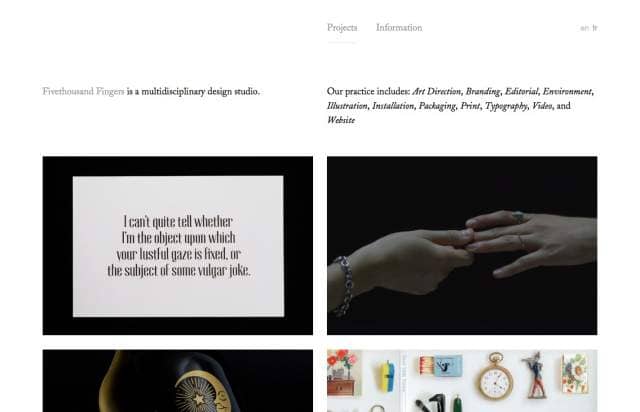 Projects Information en fr
Fivethousand Fingers is a multidisciplinary design studio.
Our practice includes: Art Direction, Branding, Editorial, Environment,
Illustration, Installation, Packaging, Print, Typography, Video, and
Website
I can't quite tell whether
I'm the object upon which
your lustful gaze is fixed, or
the subject of some vulgar joke.